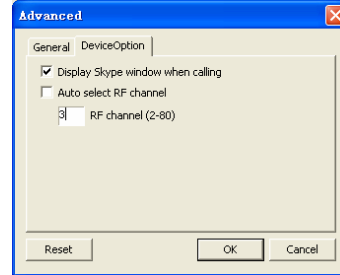 Advanced
General DeviceOption
Display Skype window when calling
Auto select RF channel
3 RF channel (2-80)
Reset OK Cancel